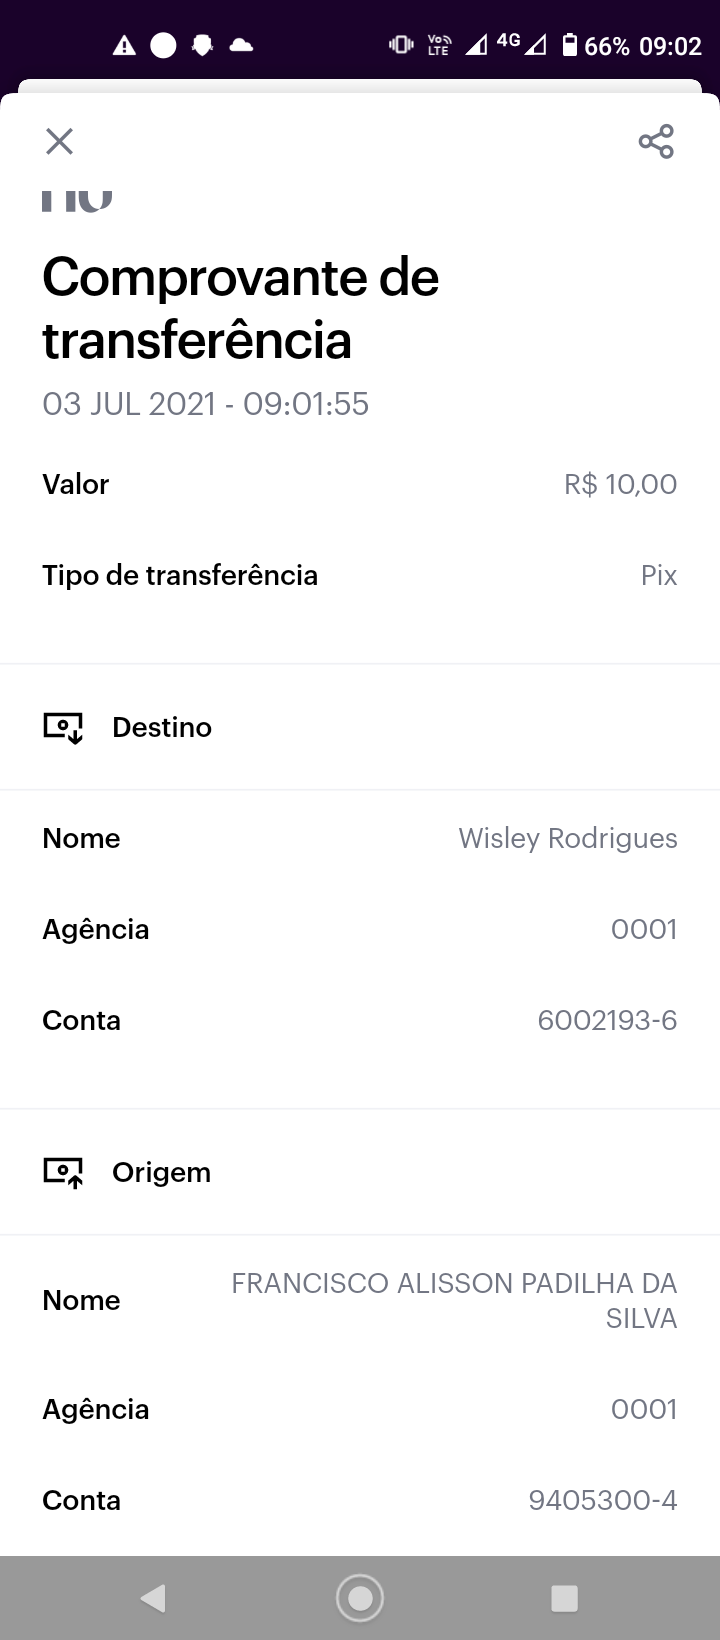 Vo LTE 4G 66% 09:02
Comprovante de
transferência
03 JUL 2021 - 09:01:55
Valor R$ 10,00
Tipo de transferência Pix
Destino
Nome Wisley Rodrigues
Agência 0001
Conta 6002193-6
Origem
Nome FRANCISCO ALISSON PADILHA DA
SILVA
Agência 0001
Conta 9405300-4